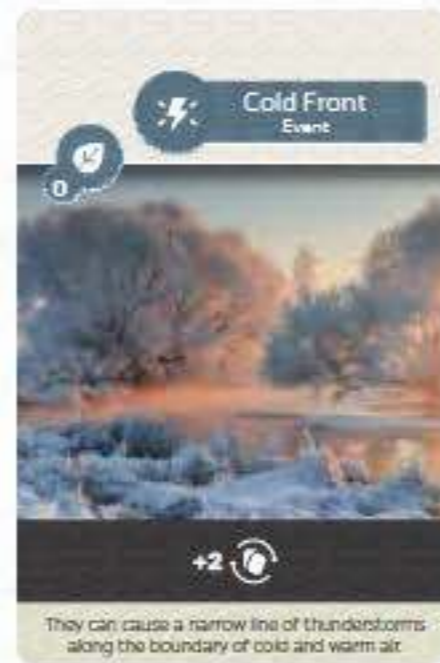 Cold Front
Event
0
+2
They can cause a narrow line of thunderstorms
along the boundary of cold and warm air.